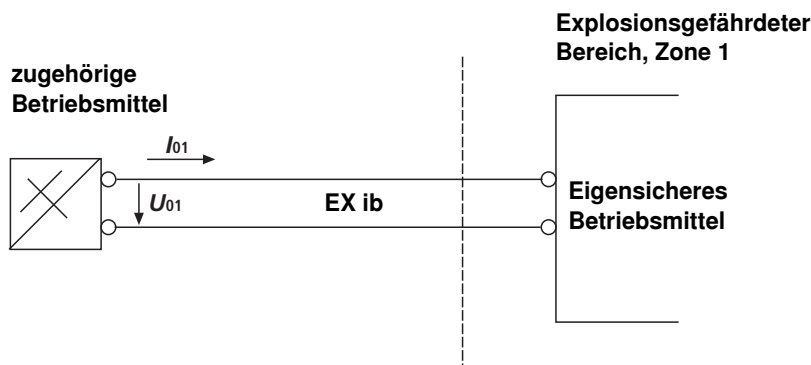 Explosionsgefährdeter
Bereich, Zone 1
zugehörige
Betriebsmittel
I01
U01
EX ib
Eigensicheres
Betriebsmittel